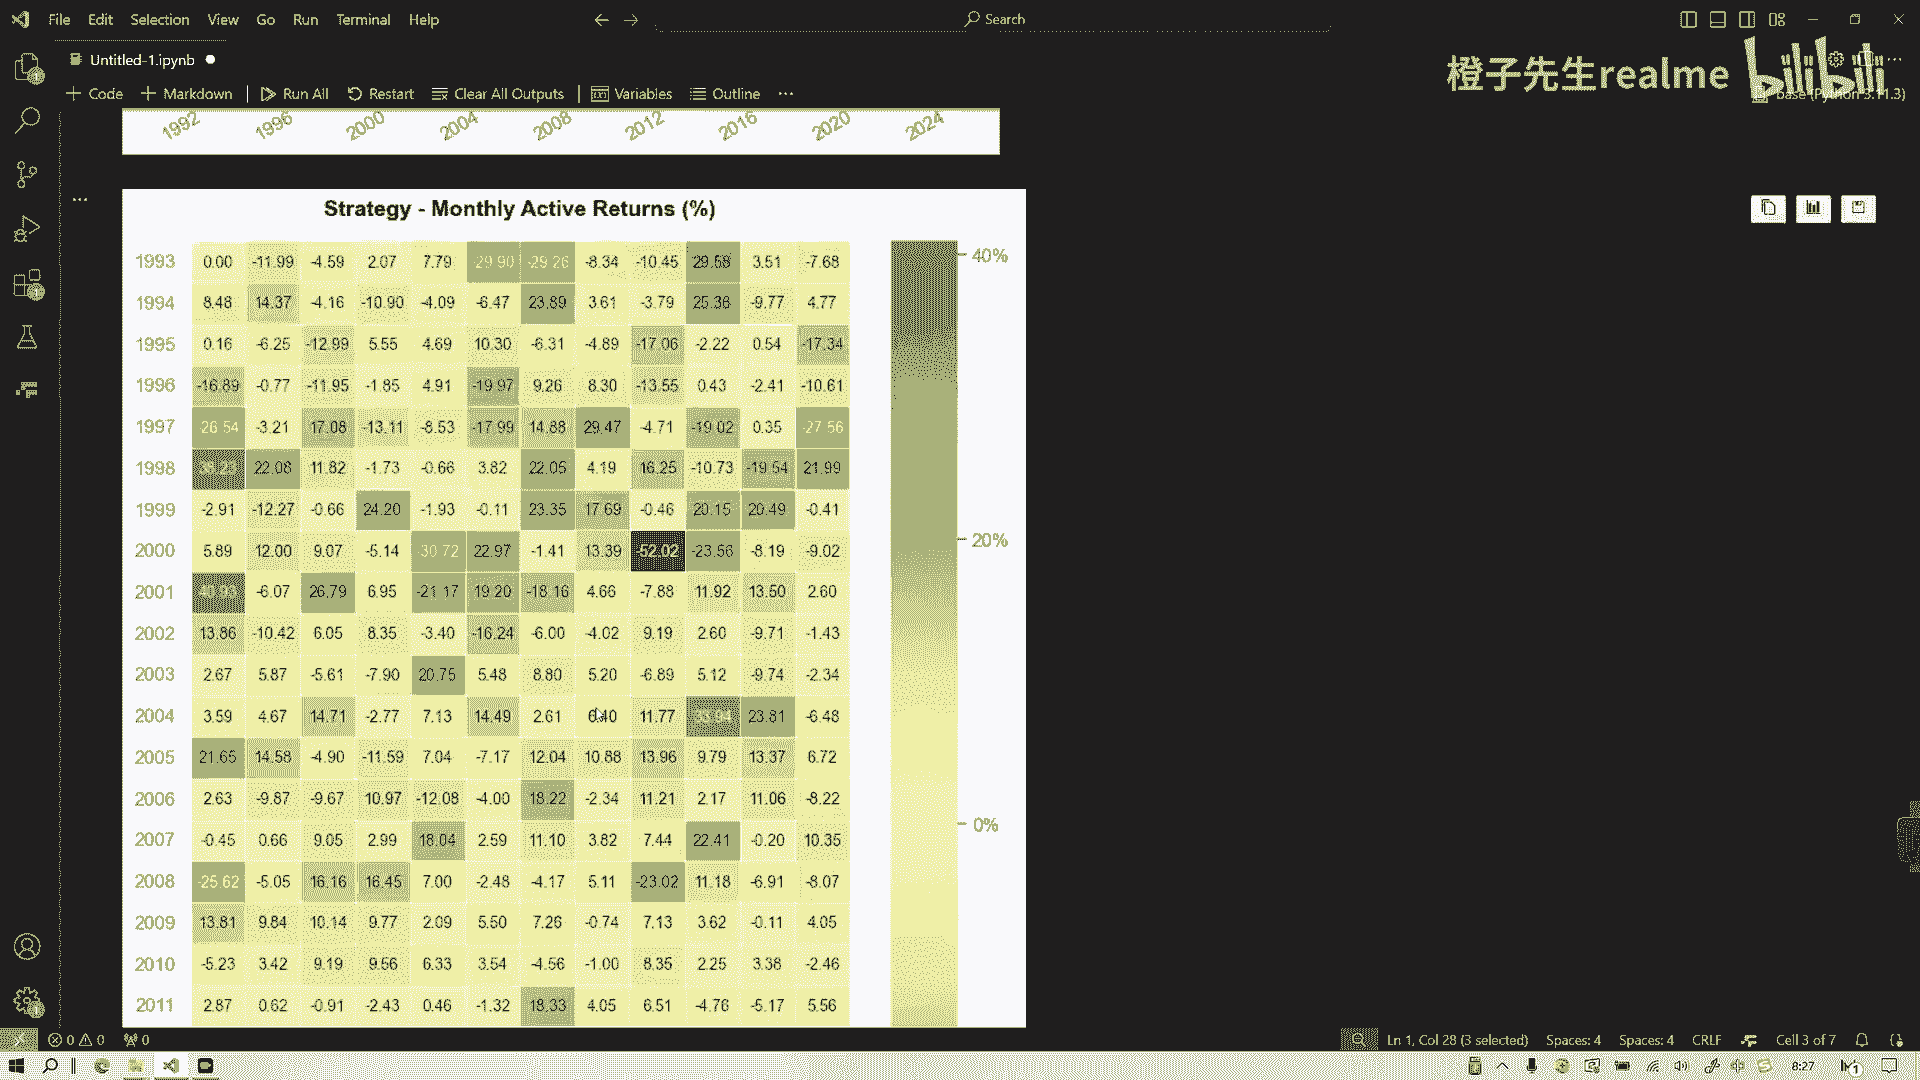 File Edit Selection View Go Run Terminal Help
Search
Untitled-1.ipynb
橙子先生realme
bilibili
Code Markdown Run All Restart Clear All Outputs Variables Outline ...
base (Python 3.11.3)
1992 1996 2000 2004 2008 2012 2016 2020 2024
Strategy - Monthly Active Returns (%)
1993 0.00 -11.99 -4.59 2.07 7.79 -29.90 -29.26 -8.34 -10.45 29.58 3.51 -7.68
40%
1994 8.48 14.37 -4.16 -10.90 -4.09 -6.47 23.89 3.61 -3.79 25.36 -9.77 4.77
1995 0.16 -6.25 -12.99 5.55 4.69 10.30 -6.31 -4.89 -17.06 -2.22 0.54 -17.34
1996 -16.89 -0.77 -11.95 -1.85 4.91 -19.97 9.26 8.30 -13.55 0.43 -2.41 -10.61
1997 -26.54 -3.21 17.08 -13.11 -8.53 -17.99 14.88 29.47 -4.71 -19.02 0.35 -27.56
1998 22.08 11.82 -1.73 -0.66 3.82 22.05 4.19 16.25 -10.73 -19.54 21.99
1999 -2.91 -12.27 -0.66 24.20 -1.93 -0.11 23.35 17.69 -0.46 20.15 20.49 -0.41
2000 5.89 12.00 9.07 -5.14 -30.72 22.97 -1.41 13.39 -52.02 -23.56 -8.19 -9.02
20%
2001 -6.07 26.79 6.95 -21.17 19.20 -18.16 4.66 -7.88 11.92 13.50 2.60
2002 13.86 -10.42 6.05 8.35 -3.40 -16.24 -6.00 -4.02 9.19 2.60 -9.71 -1.43
2003 2.67 5.87 -5.61 -7.90 20.75 5.48 8.80 5.20 -6.89 5.12 -9.74 -2.34
2004 3.59 4.67 14.71 -2.77 7.13 14.49 2.61 11.77 23.81 -6.48
2005 21.65 14.58 -4.90 -11.59 7.04 -7.17 12.04 10.88 13.96 9.79 13.37 6.72
2006 2.63 -9.87 -9.67 10.97 -12.08 -4.00 18.22 -2.34 11.21 2.17 11.06 -8.22
2007 -0.45 0.66 9.05 2.99 18.04 2.59 11.10 3.82 7.44 22.41 -0.20 10.35
0%
2008 -25.62 -5.05 16.16 16.45 7.00 -2.48 -4.17 5.11 -23.02 11.18 -6.91 -8.07
2009 13.81 9.84 10.14 9.77 2.09 5.50 7.26 -0.74 7.13 3.62 -0.11 4.05
2010 -5.23 3.42 9.19 9.56 6.33 3.54 -4.56 -1.00 8.35 2.25 3.38 -2.46
2011 2.87 0.62 -0.91 -2.43 0.46 -1.32 18.33 4.05 6.51 -4.76 -5.17 5.56
0 0 0 Ln 1, Col 28 (3 selected) Spaces: 4 Spaces: 4 CRLF Cell 3 of 7
中 8:27 1